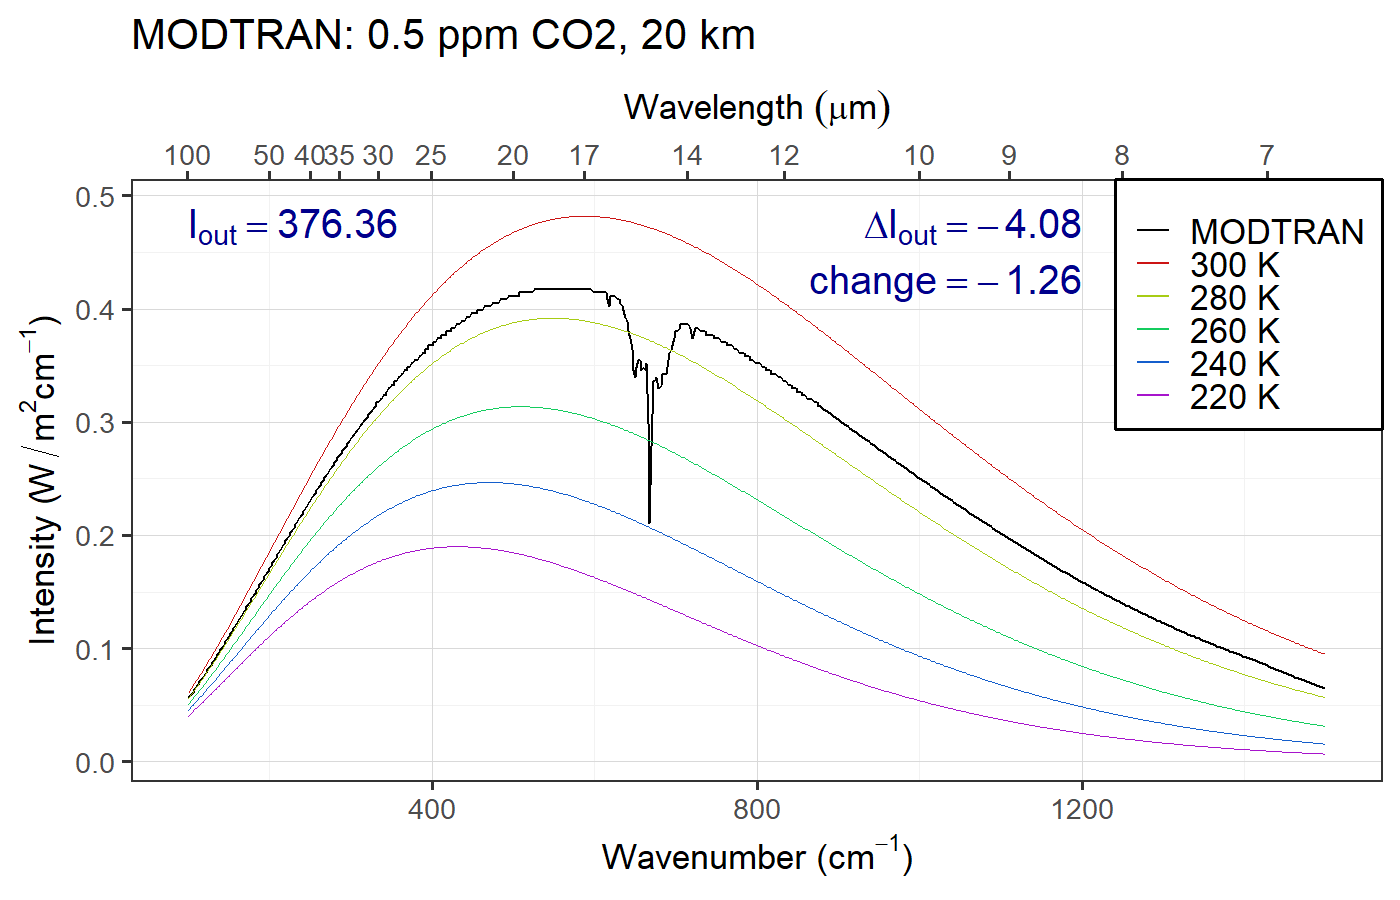 MODTRAN: 0.5 ppm CO2, 20 km
Wavelength (μm)
100 50 40 35 30 25 20 17 14 12 10 9 8 7
Iout = 376.36
ΔIout = − 4.08
change = − 1.26
MODTRAN
300 K
280 K
260 K
240 K
220 K
0.5
0.4
0.3
0.2
0.1
0.0
Intensity (W / m²cm⁻¹)
400 800 1200
Wavenumber (cm⁻¹)